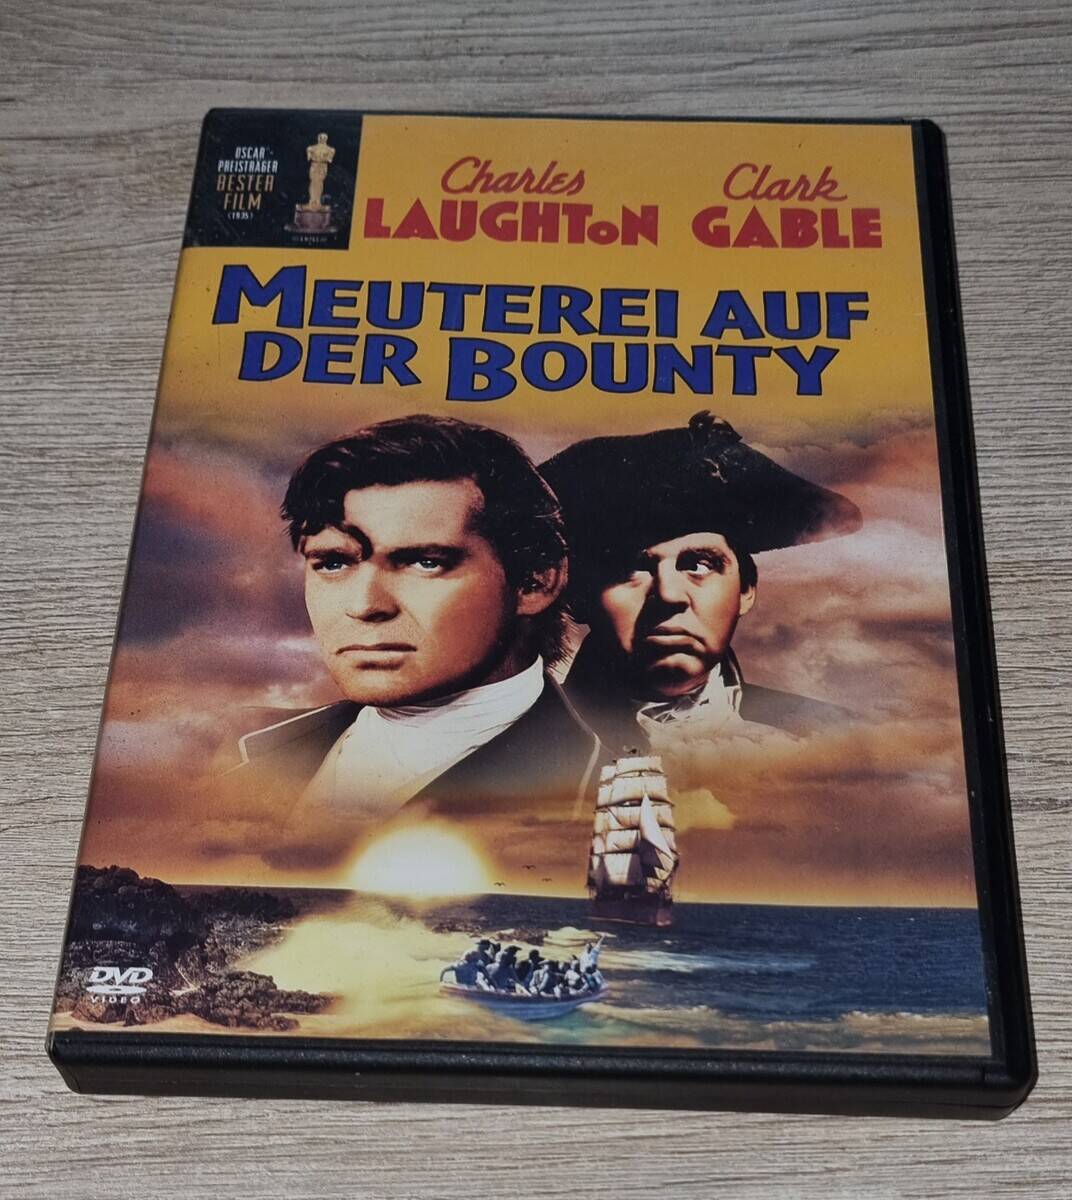 OSCAR®-
PREISTRÄGER
BESTER
FILM
(1935)
Charles
LAUGHTON
Clark
GABLE
MEUTEREI AUF
DER BOUNTY
DVD
VIDEO